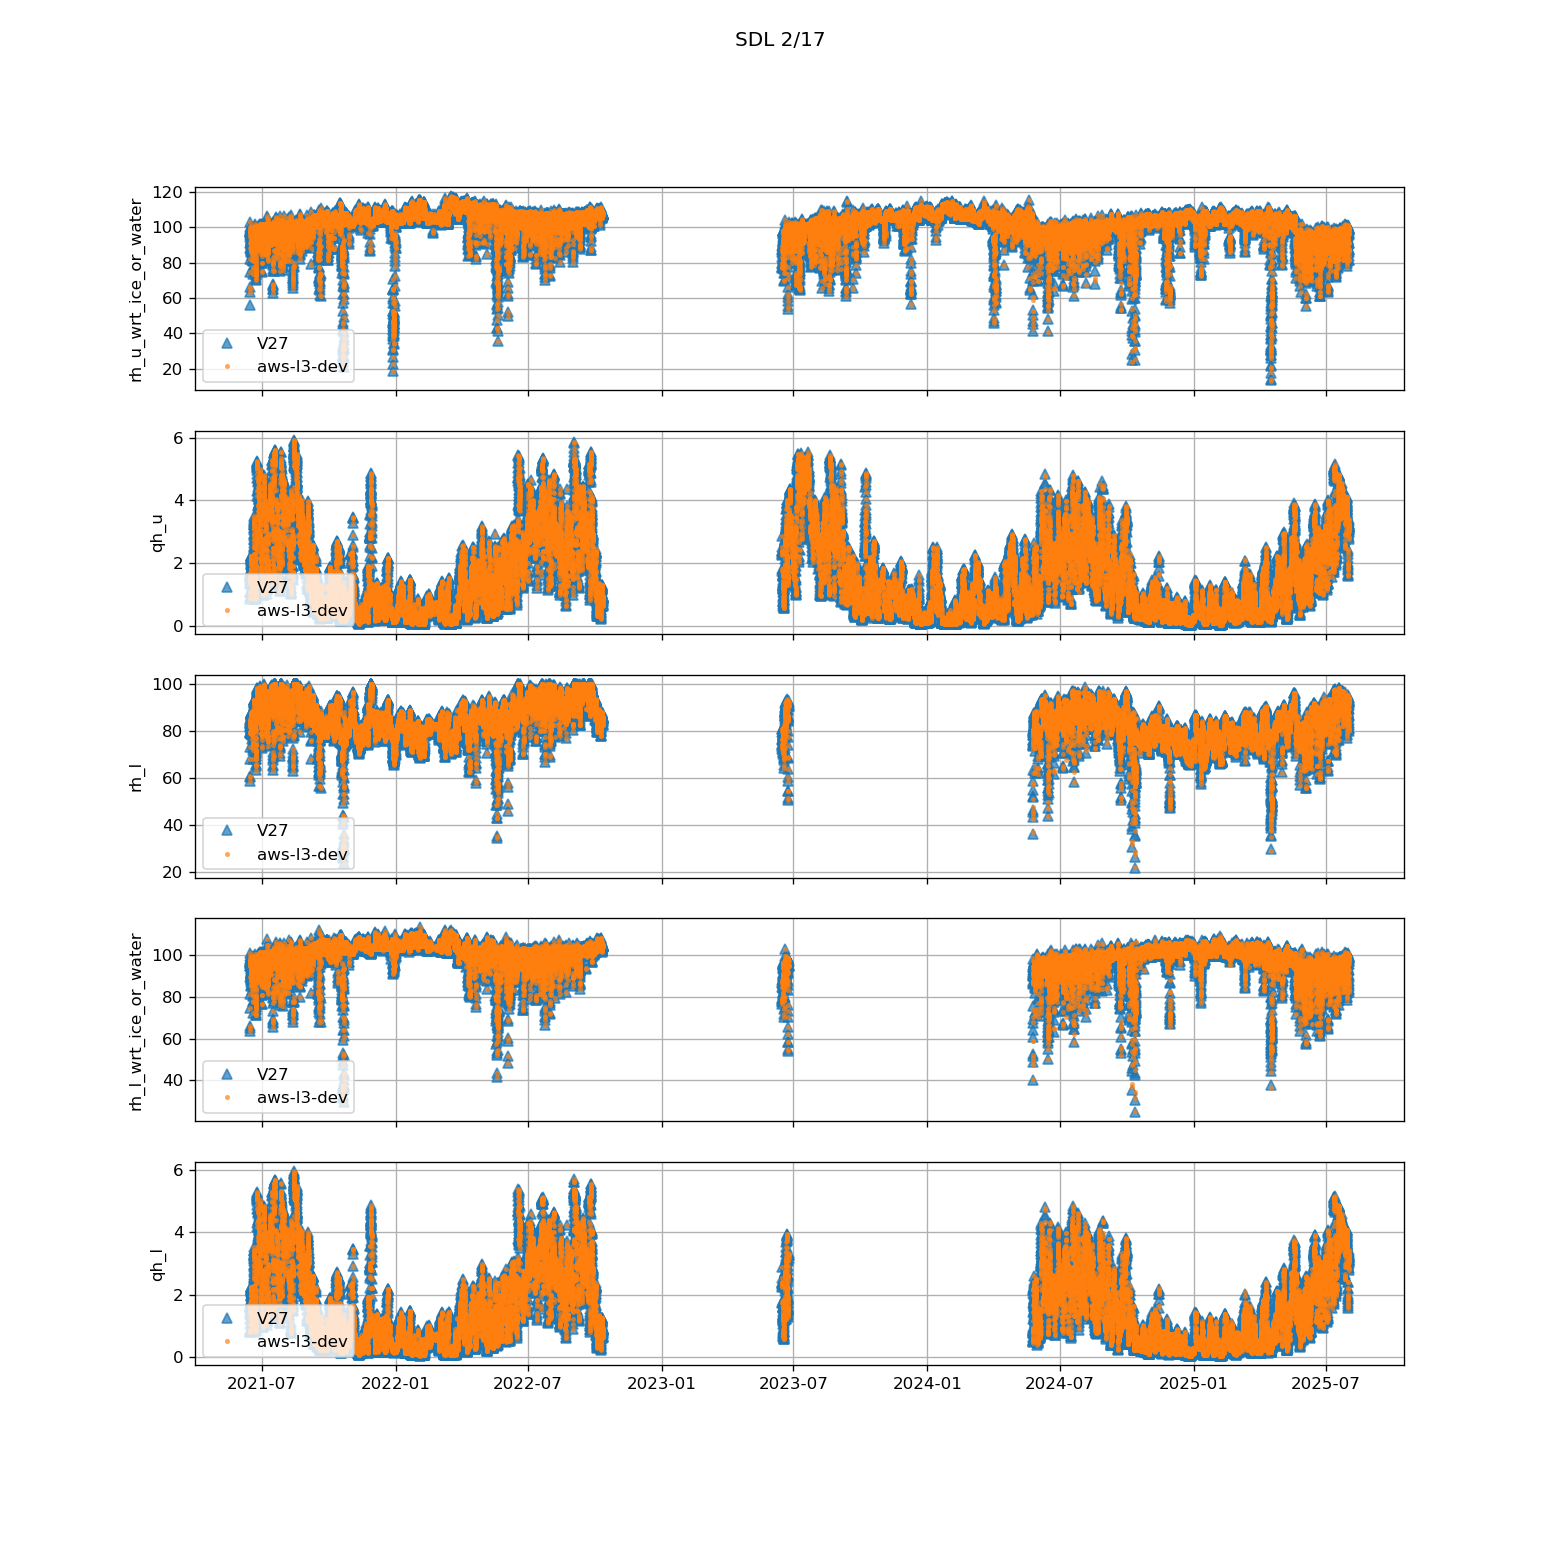 SDL 2/17
rh_u_wrt_ice_or_water
120
100
80
60
40
20
V27
aws-l3-dev
qh_u
6
4
2
0
V27
aws-l3-dev
rh_l
100
80
60
40
20
V27
aws-l3-dev
rh_l_wrt_ice_or_water
100
80
60
40
V27
aws-l3-dev
qh_l
6
4
2
0
V27
aws-l3-dev
2021-07 2022-01 2022-07 2023-01 2023-07 2024-01 2024-07 2025-01 2025-07